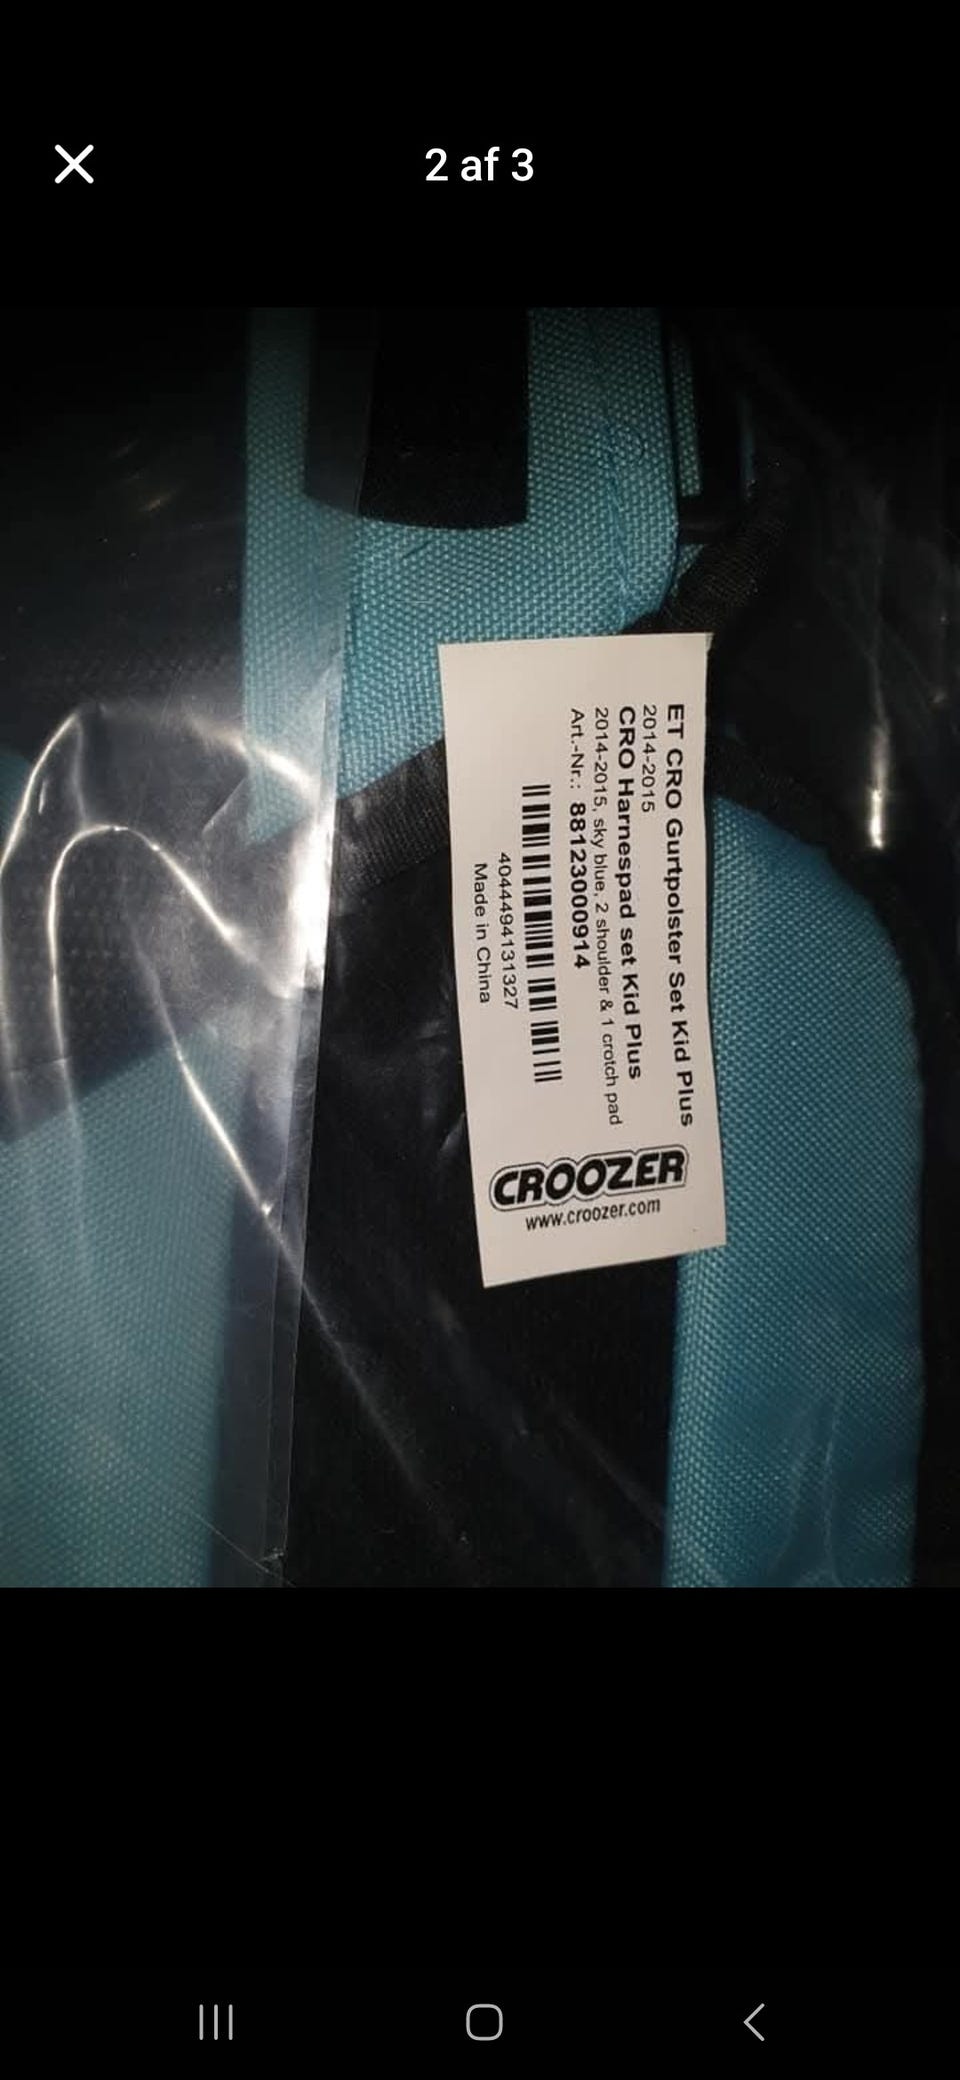 2 af 3
ET CRO Gurtpolster Set Kid Plus
2014-2015
CRO Harnespad set Kid Plus
2014-2015, sky blue, 2 shoulder & 1 crotch pad
Art.-Nr.: 88123000914
4044494131327
Made in China
CROOZER
www.croozer.com